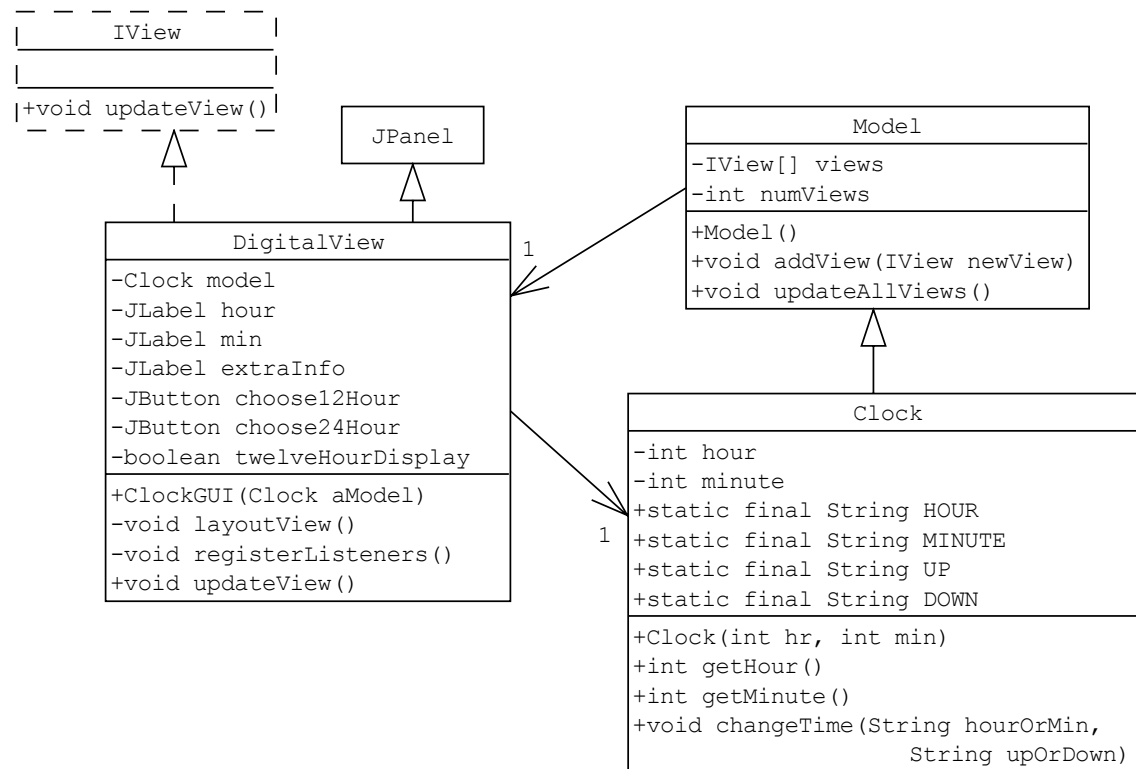 IView
+void updateView()
JPanel
DigitalView
-Clock model
-JLabel hour
-JLabel min
-JLabel extraInfo
-JButton choose12Hour
-JButton choose24Hour
-boolean twelveHourDisplay
+ClockGUI(Clock aModel)
-void layoutView()
-void registerListeners()
+void updateView()
1
Model
-IView[] views
-int numViews
+Model()
+void addView(IView newView)
+void updateAllViews()
1
Clock
-int hour
-int minute
+static final String HOUR
+static final String MINUTE
+static final String UP
+static final String DOWN
+Clock(int hr, int min)
+int getHour()
+int getMinute()
+void changeTime(String hourOrMin,
String upOrDown)